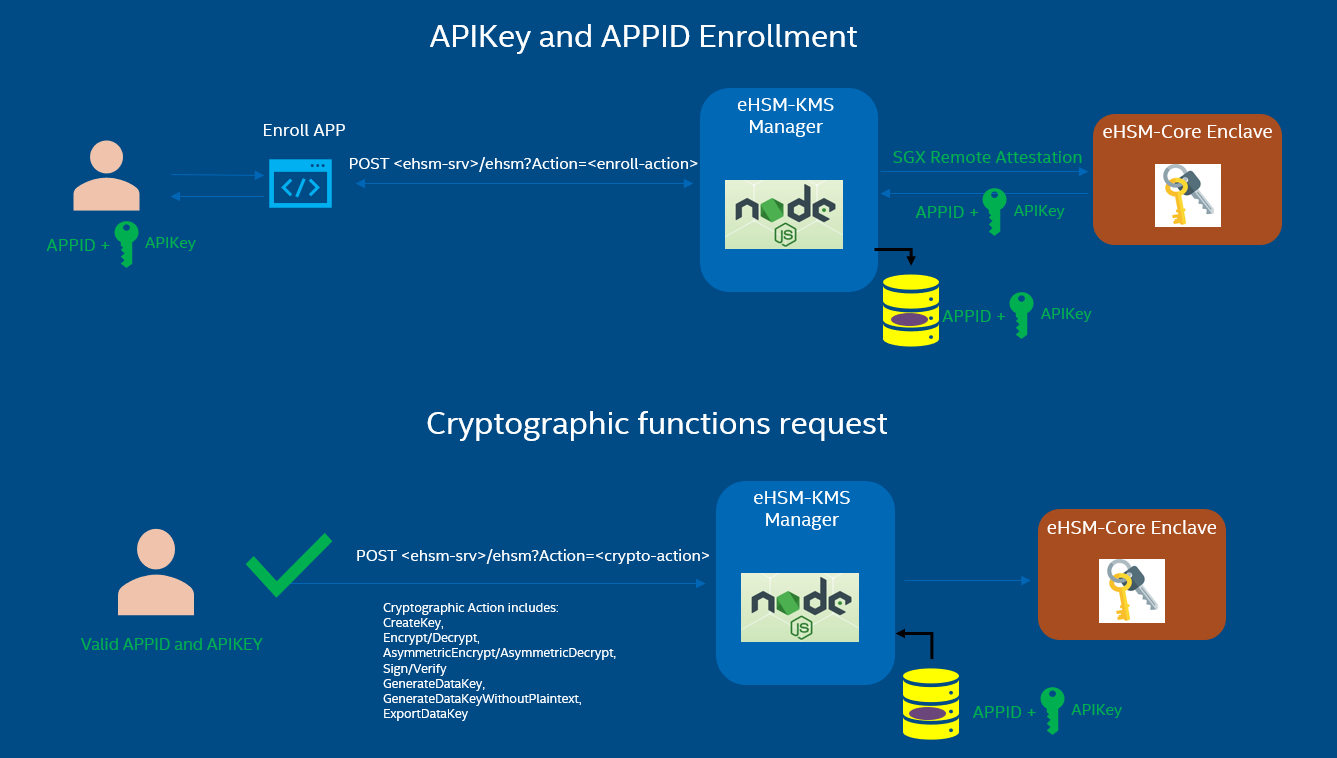 APIKey and APPID Enrollment
eHSM-KMS
Manager
eHSM-Core Enclave
Enroll APP
POST <ehsm-srv>/ehsm?Action=<enroll-action>
SGX Remote Attestation
node
JS
APPID +
APIKey
APPID +
APIKey
APPID +
APIKey
Cryptographic functions request
eHSM-KMS
Manager
eHSM-Core Enclave
POST <ehsm-srv>/ehsm?Action=<crypto-action>
node
JS
Cryptographic Action includes:
CreateKey,
Encrypt/Decrypt,
AsymmetricEncrypt/AsymmetricDecrypt,
Sign/Verify
GenerateDataKey,
GenerateDataKeyWithoutPlaintext,
ExportDataKey
Valid APPID and APIKEY
APPID +
APIKey